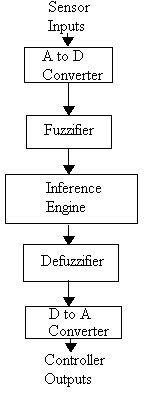 Sensor
Inputs
A to D
Converter
Fuzzifier
Inference
Engine
Defuzzifier
D to A
Converter
Controller
Outputs